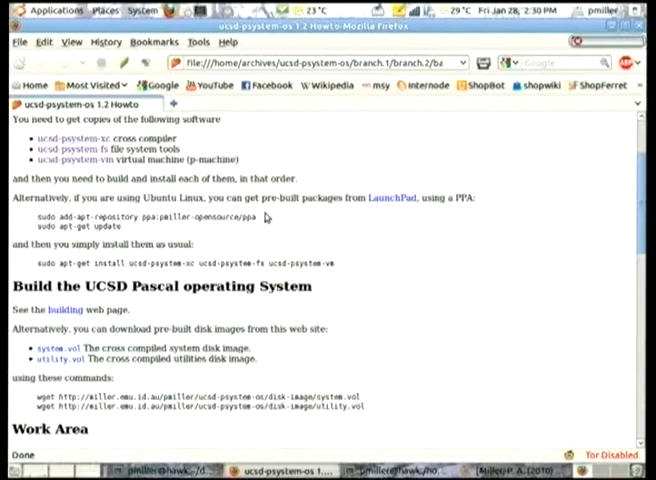 Applications Places System 23°C 29°C Fri Jan 28, 2:30 PM pmiller
ucsd-psystem-os 1.2 Howto-Mozilla Firefox
File Edit View History Bookmarks Tools Help
file:///home/archives/ucsd-psystem-os/branch.1/branch.2/ba Google
Home Most Visited Google YouTube Facebook Wikipedia msy Internode ShopBot shopwiki ShopFerret
ucsd-psystem-os 1.2 Howto
You need to get copies of the following software
• ucsd-psystem-xc cross compiler
• ucsd-psystem-fs file system tools
• ucsd-psystem-vm virtual machine (p-machine)
and then you need to build and install each of them, in that order.
Alternatively, if you are using Ubuntu Linux, you can get pre-built packages from LaunchPad, using a PPA:
sudo add-apt-repository ppa:pmiller-opensource/ppa
sudo apt-get update
and then you simply install them as usual:
sudo apt-get install ucsd-psystem-xc ucsd-psystem-fs ucsd-psystem-vm
Build the UCSD Pascal operating System
See the building web page.
Alternatively, you can download pre-built disk images from this web site:
• system.vol The cross compiled system disk image.
• utility.vol The cross compiled utilities disk image.
using these commands:
wget http://miller.emu.id.au/pmiller/ucsd-psystem-os/disk-image/system.vol
wget http://miller.emu.id.au/pmiller/ucsd-psystem-os/disk-image/utility.vol
Work Area
Done Tor Disabled
pmiller@hawk:~/d... ucsd-psystem-os 1.... pmiller@hawk:/ho... [Miller, P. A. (2010)...